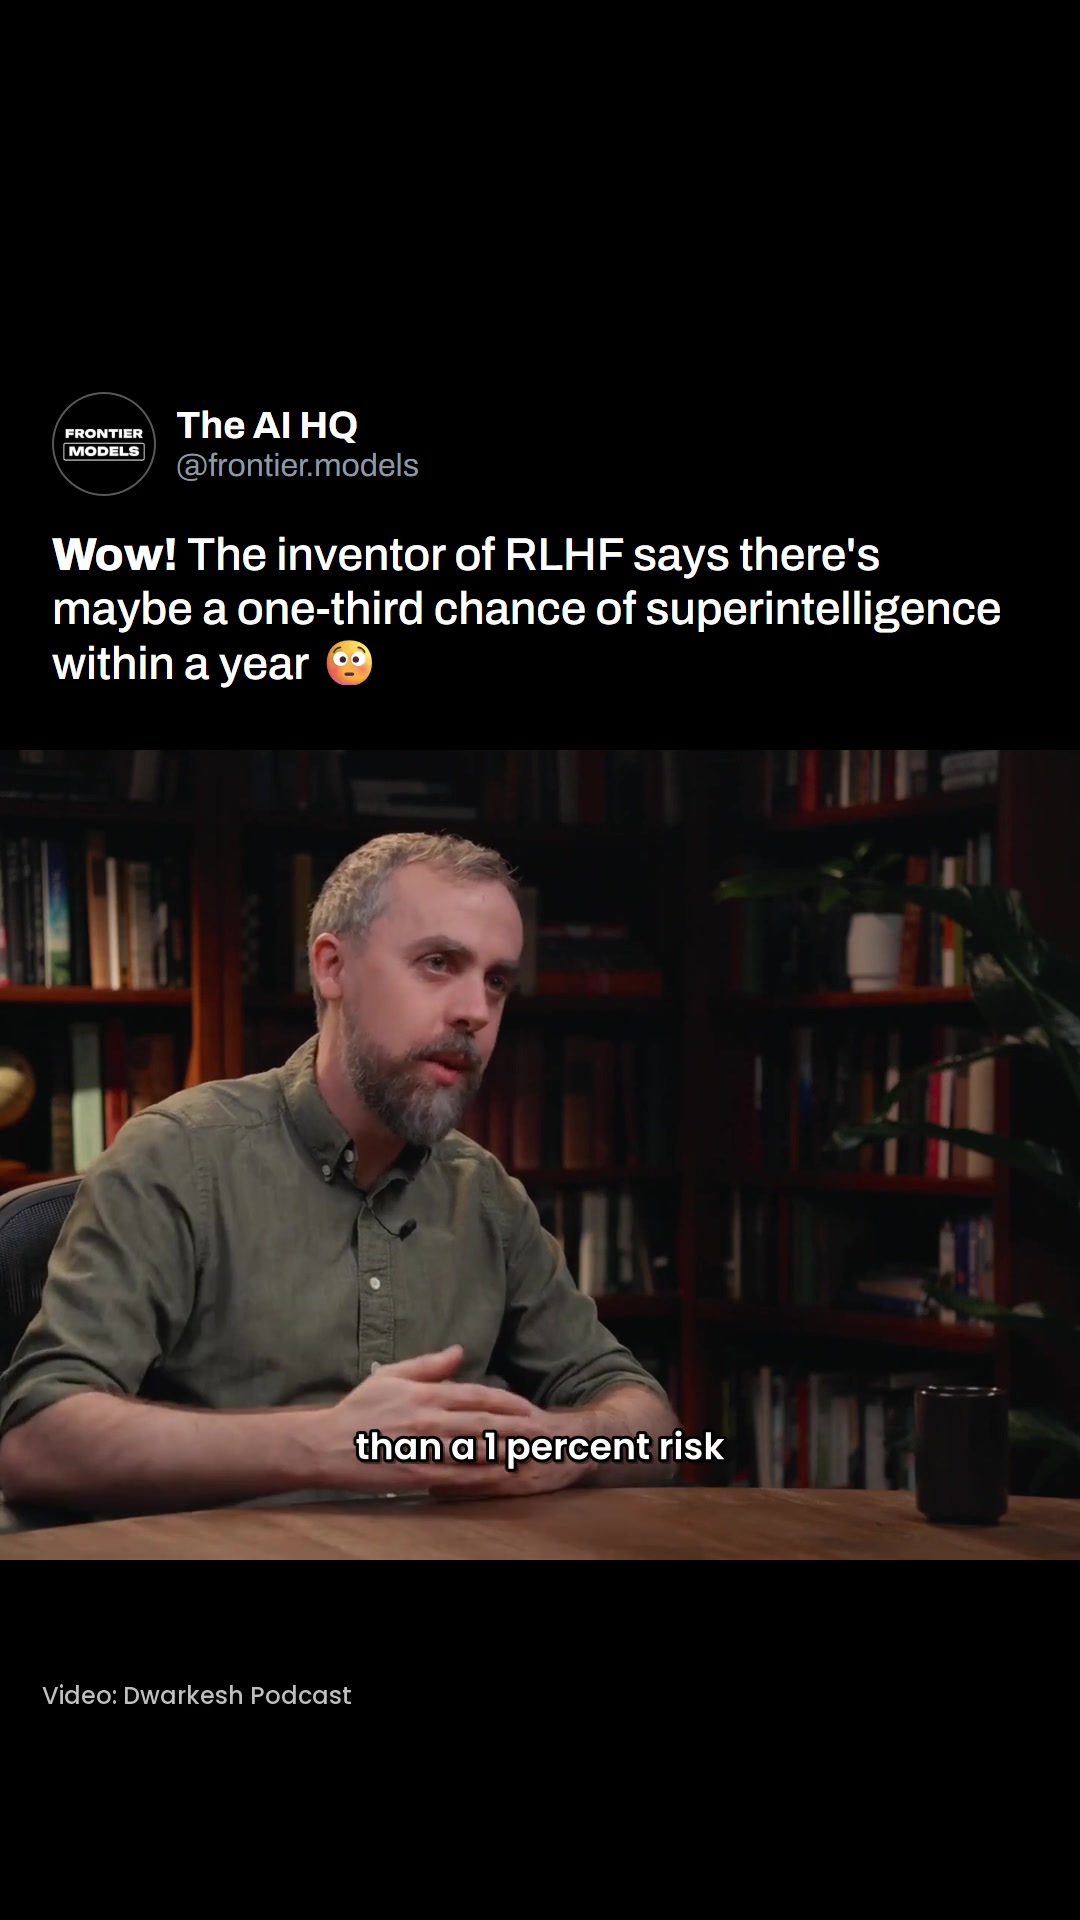 FRONTIER
MODELS
The AI HQ
@frontier.models
Wow! The inventor of RLHF says there's
maybe a one-third chance of superintelligence
within a year 😳
than a 1 percent risk
Video: Dwarkesh Podcast